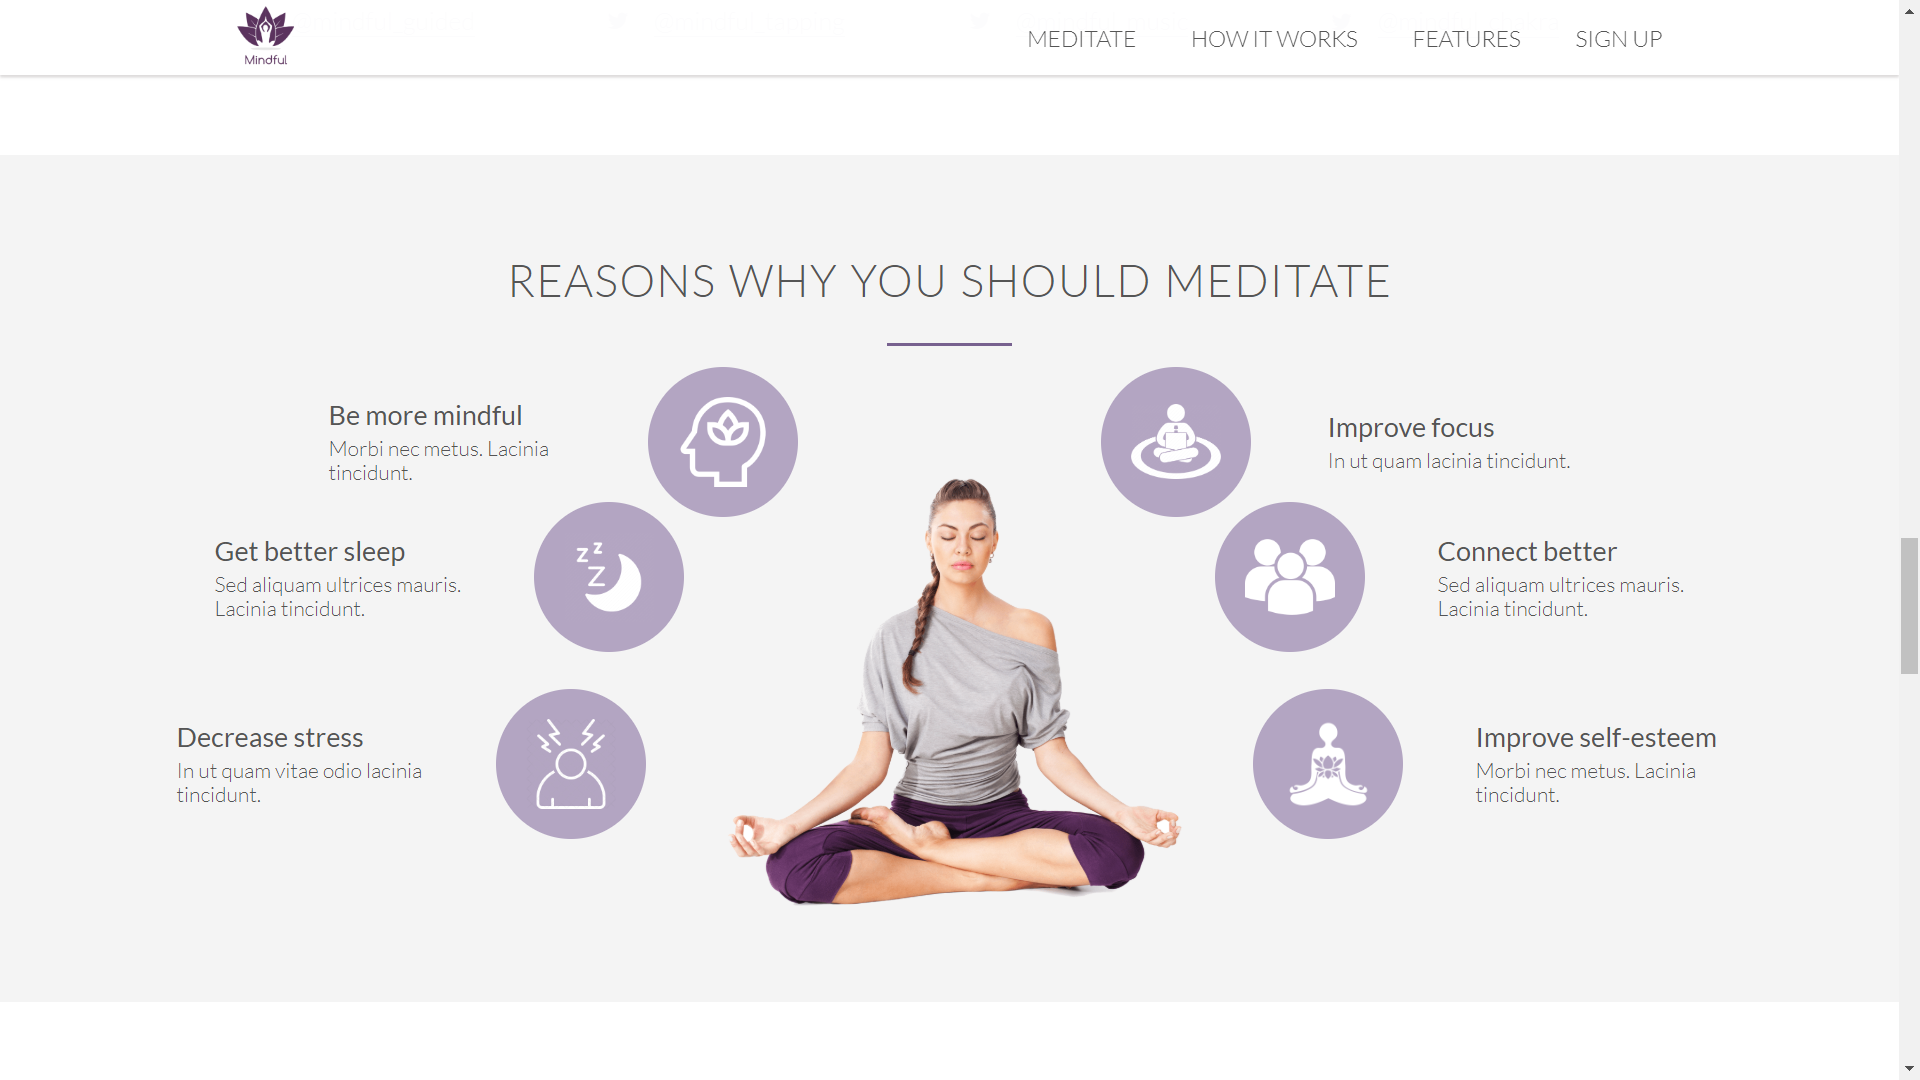 Mindful
MEDITATE
HOW IT WORKS
FEATURES
SIGN UP
REASONS WHY YOU SHOULD MEDITATE
Be more mindful
Morbi nec metus. Lacinia
tincidunt.
Improve focus
In ut quam lacinia tincidunt.
Get better sleep
Sed aliquam ultrices mauris.
Lacinia tincidunt.
z z
z
Connect better
Sed aliquam ultrices mauris.
Lacinia tincidunt.
Decrease stress
In ut quam vitae odio lacinia
tincidunt.
Improve self-esteem
Morbi nec metus. Lacinia
tincidunt.